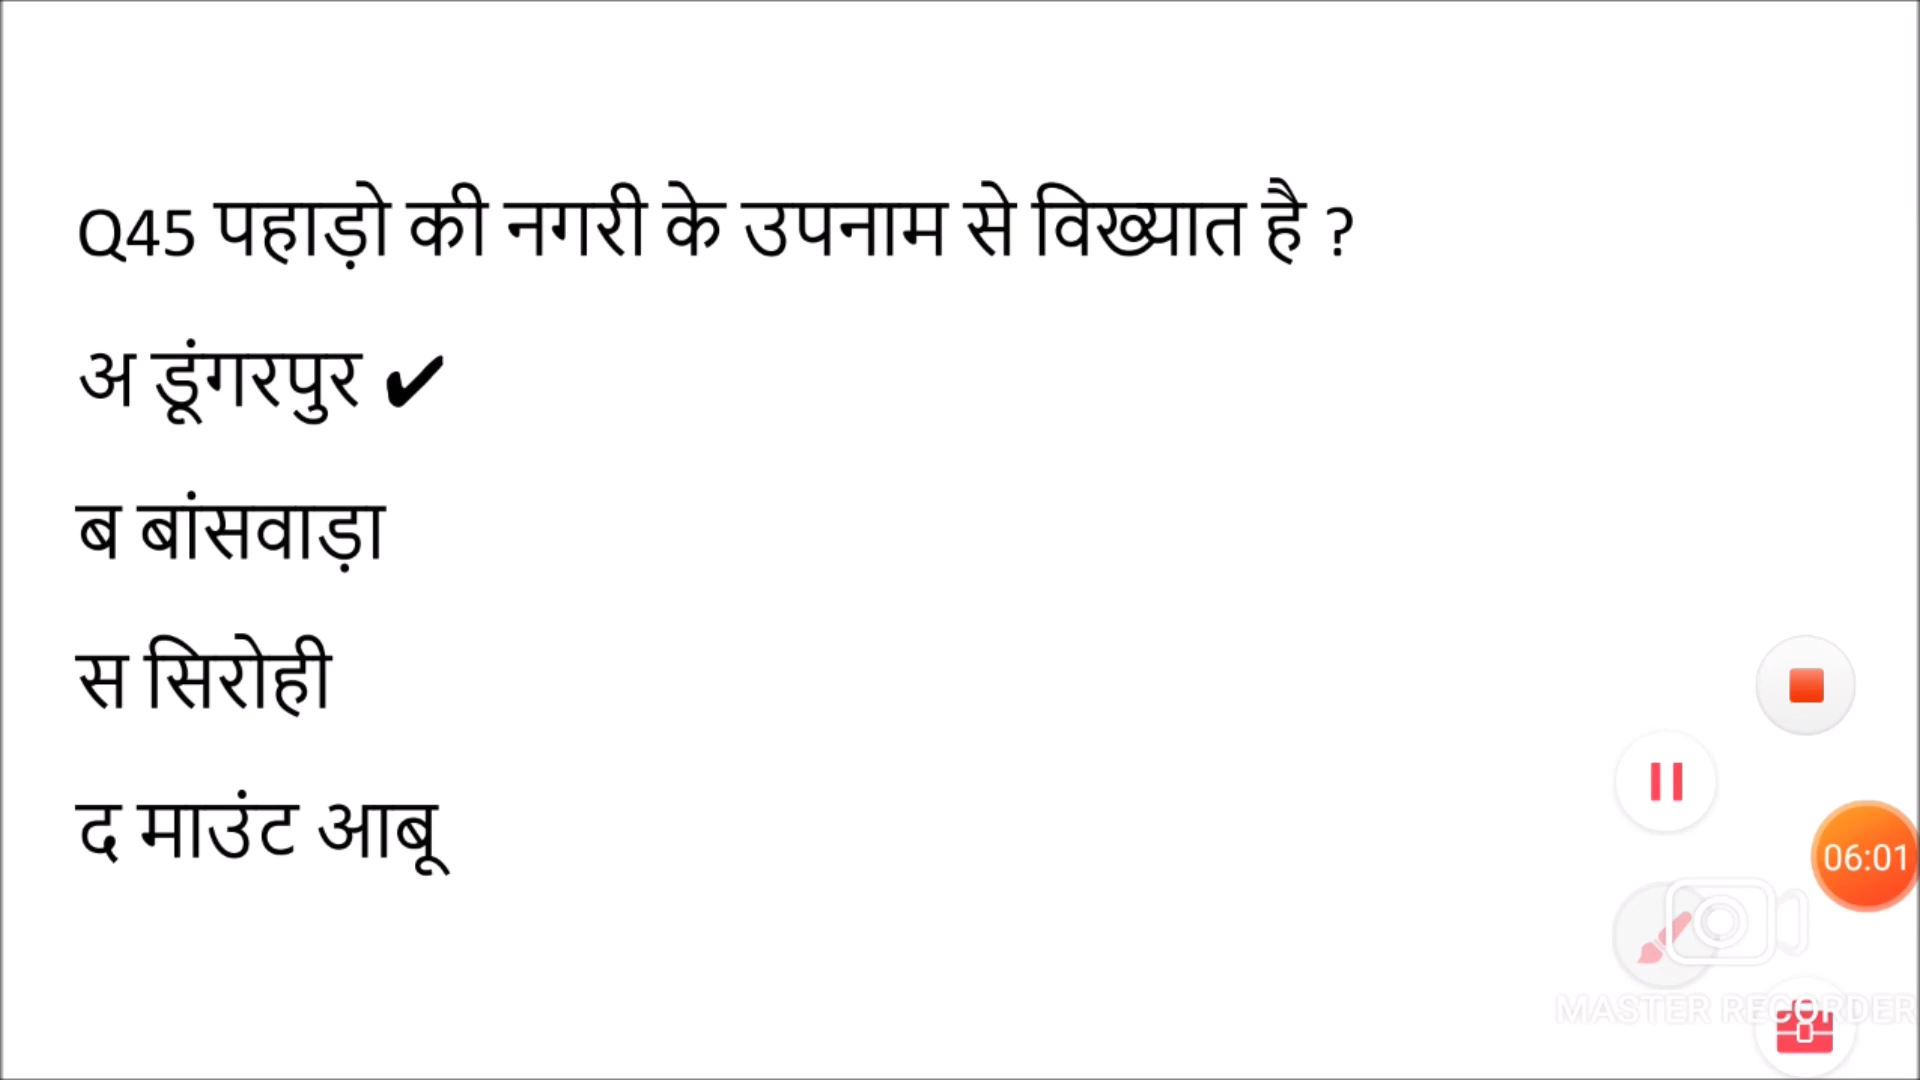 Q45 पहाड़ो की नगरी के उपनाम से विख्यात है ?
अ डूंगरपुर ✔
ब बांसवाड़ा
स सिरोही
द माउंट आबू
06:01
MASTER RECORDER